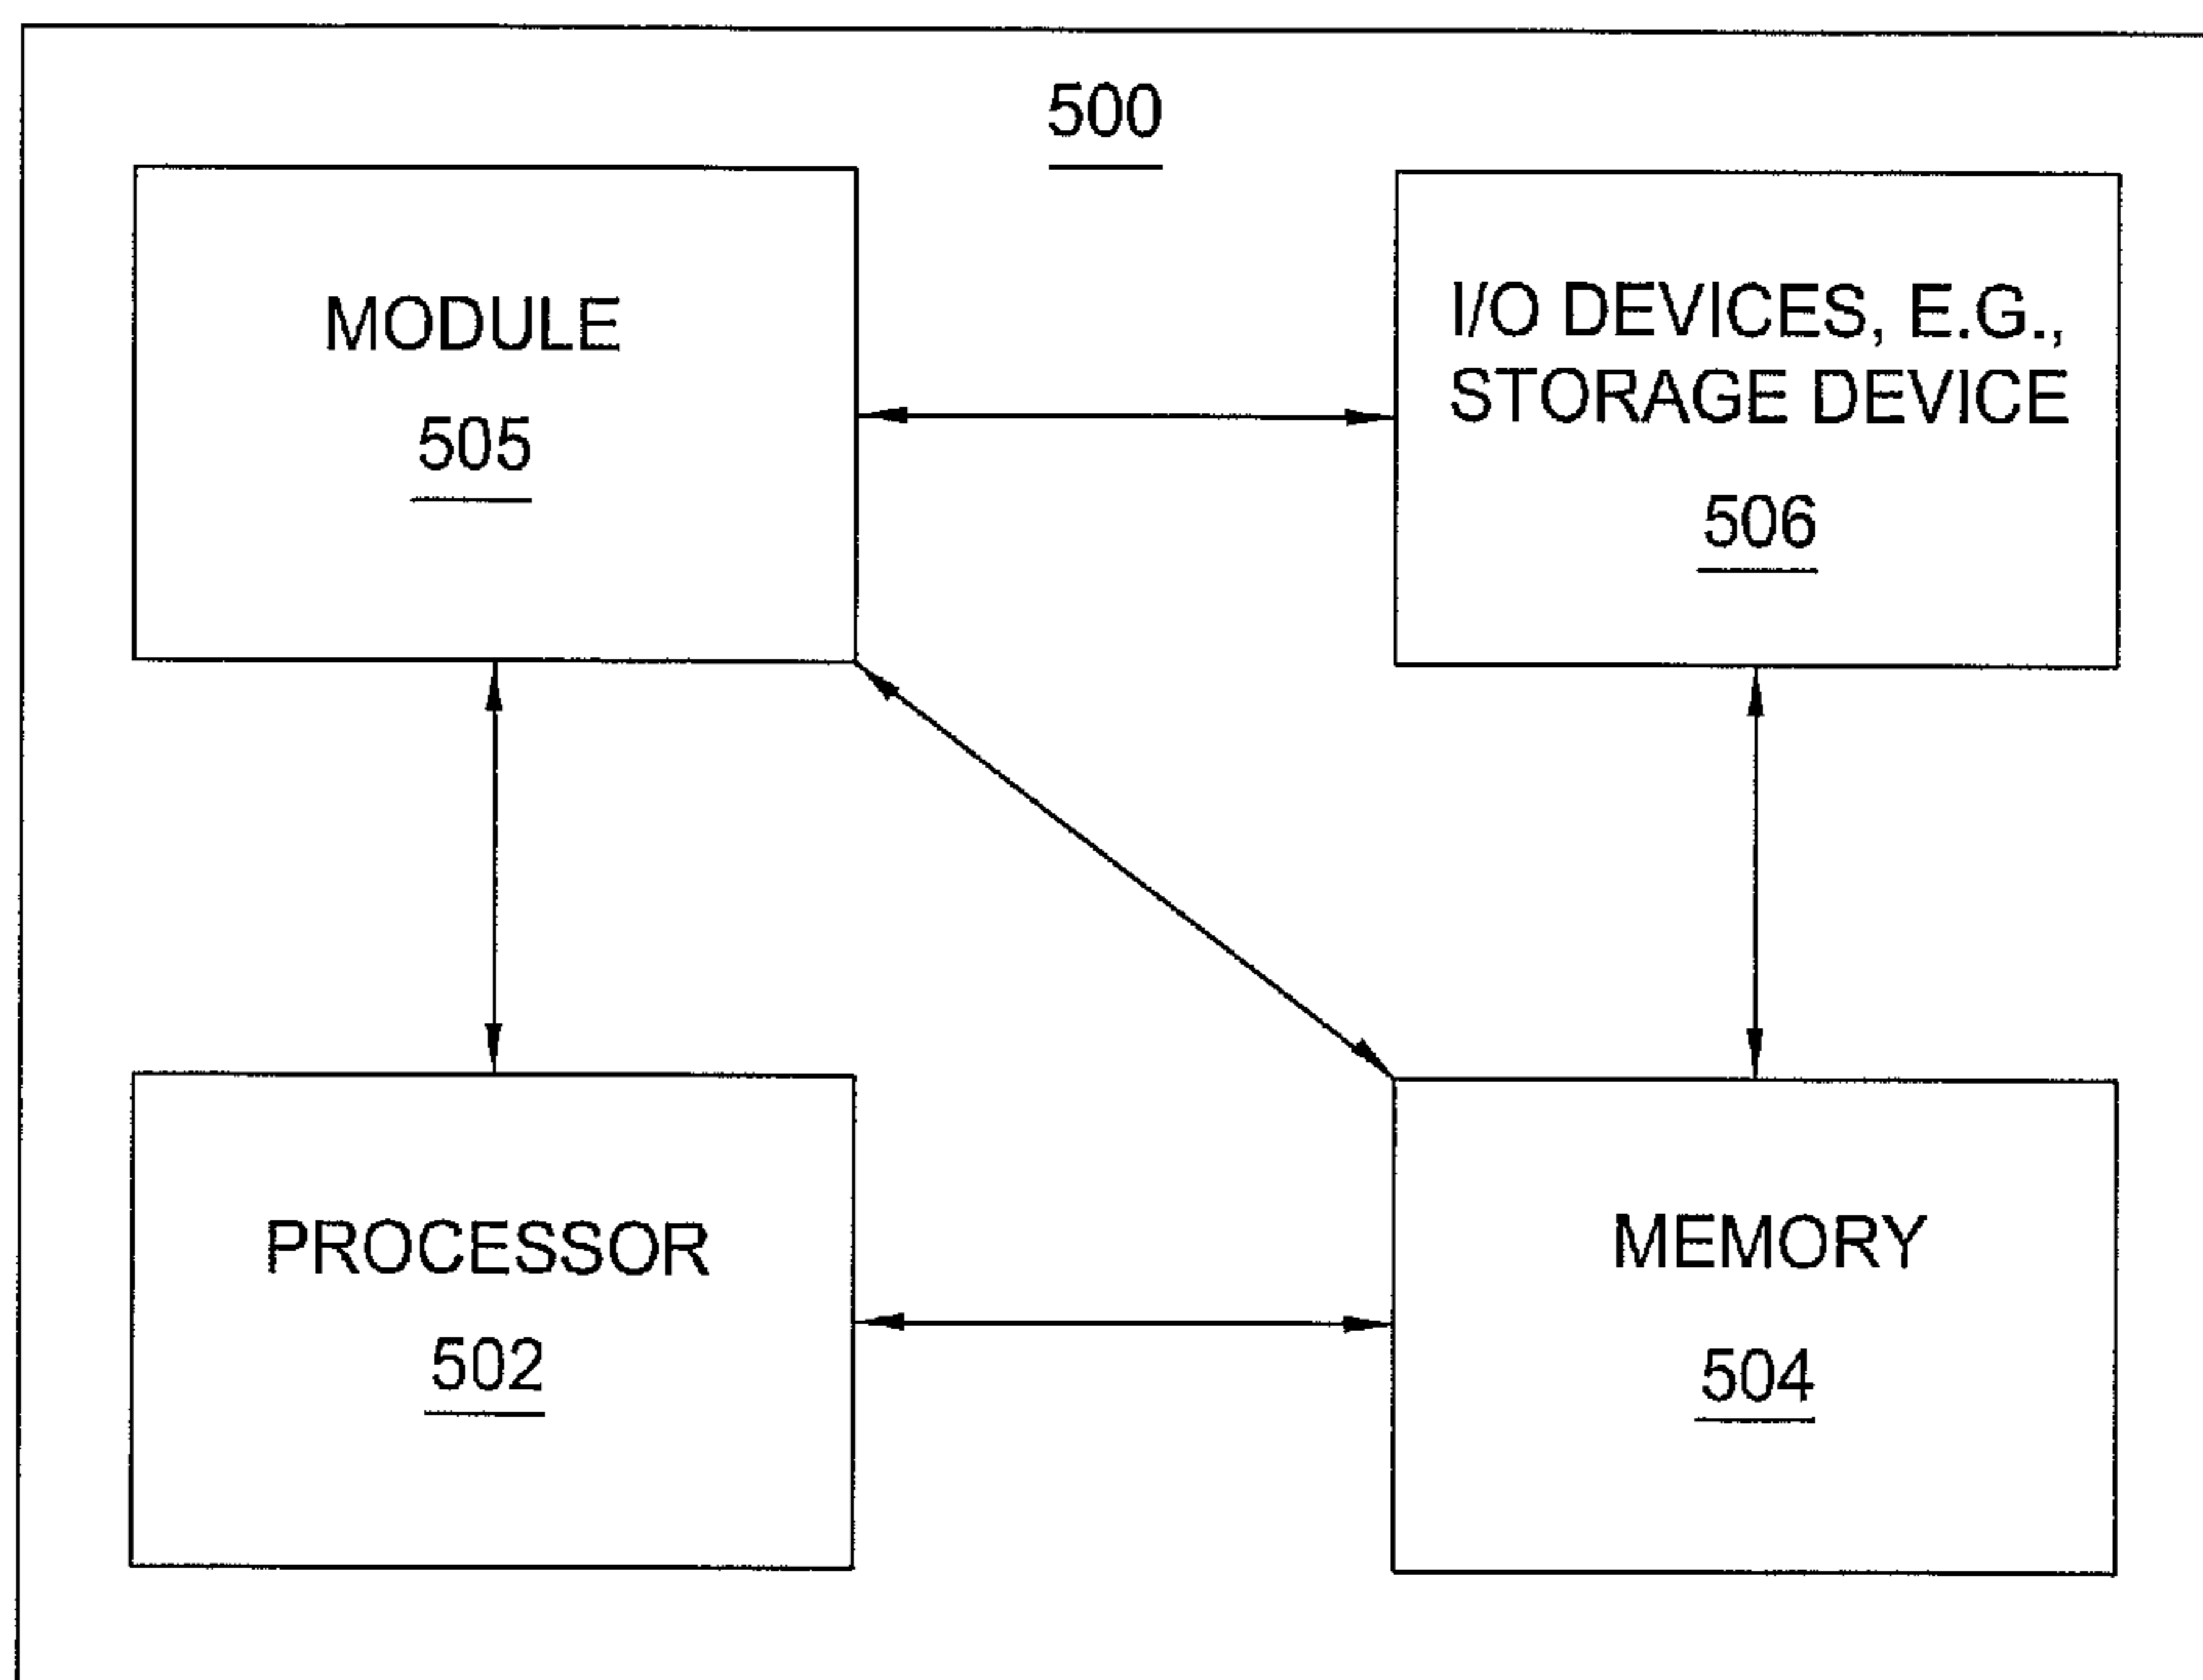 500
MODULE
505
I/O DEVICES, E.G.,
STORAGE DEVICE
506
PROCESSOR
502
MEMORY
504